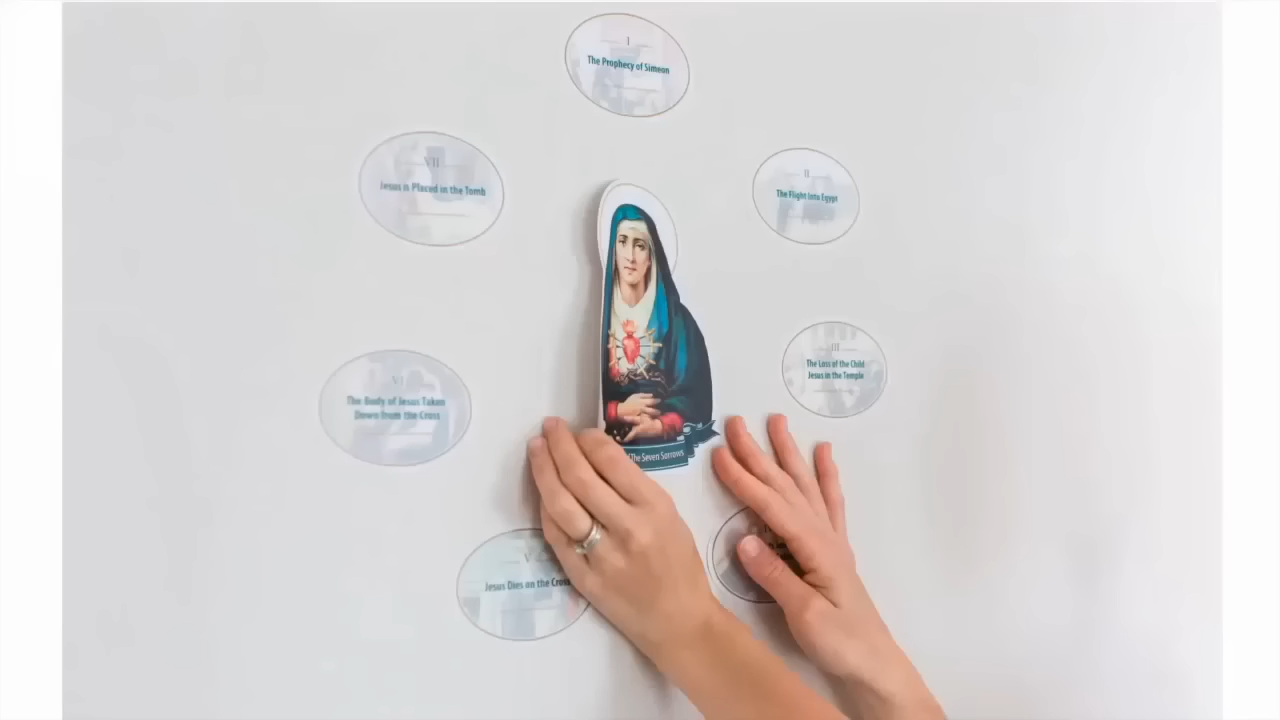 I
The Prophecy of Simeon
II
The Flight Into Egypt
III
The Loss of the Child
Jesus in the Temple
V
Jesus Dies on the Cross
VI
The Body of Jesus Taken
Down from the Cross
VII
Jesus is Placed in the Tomb
The Seven Sorrows